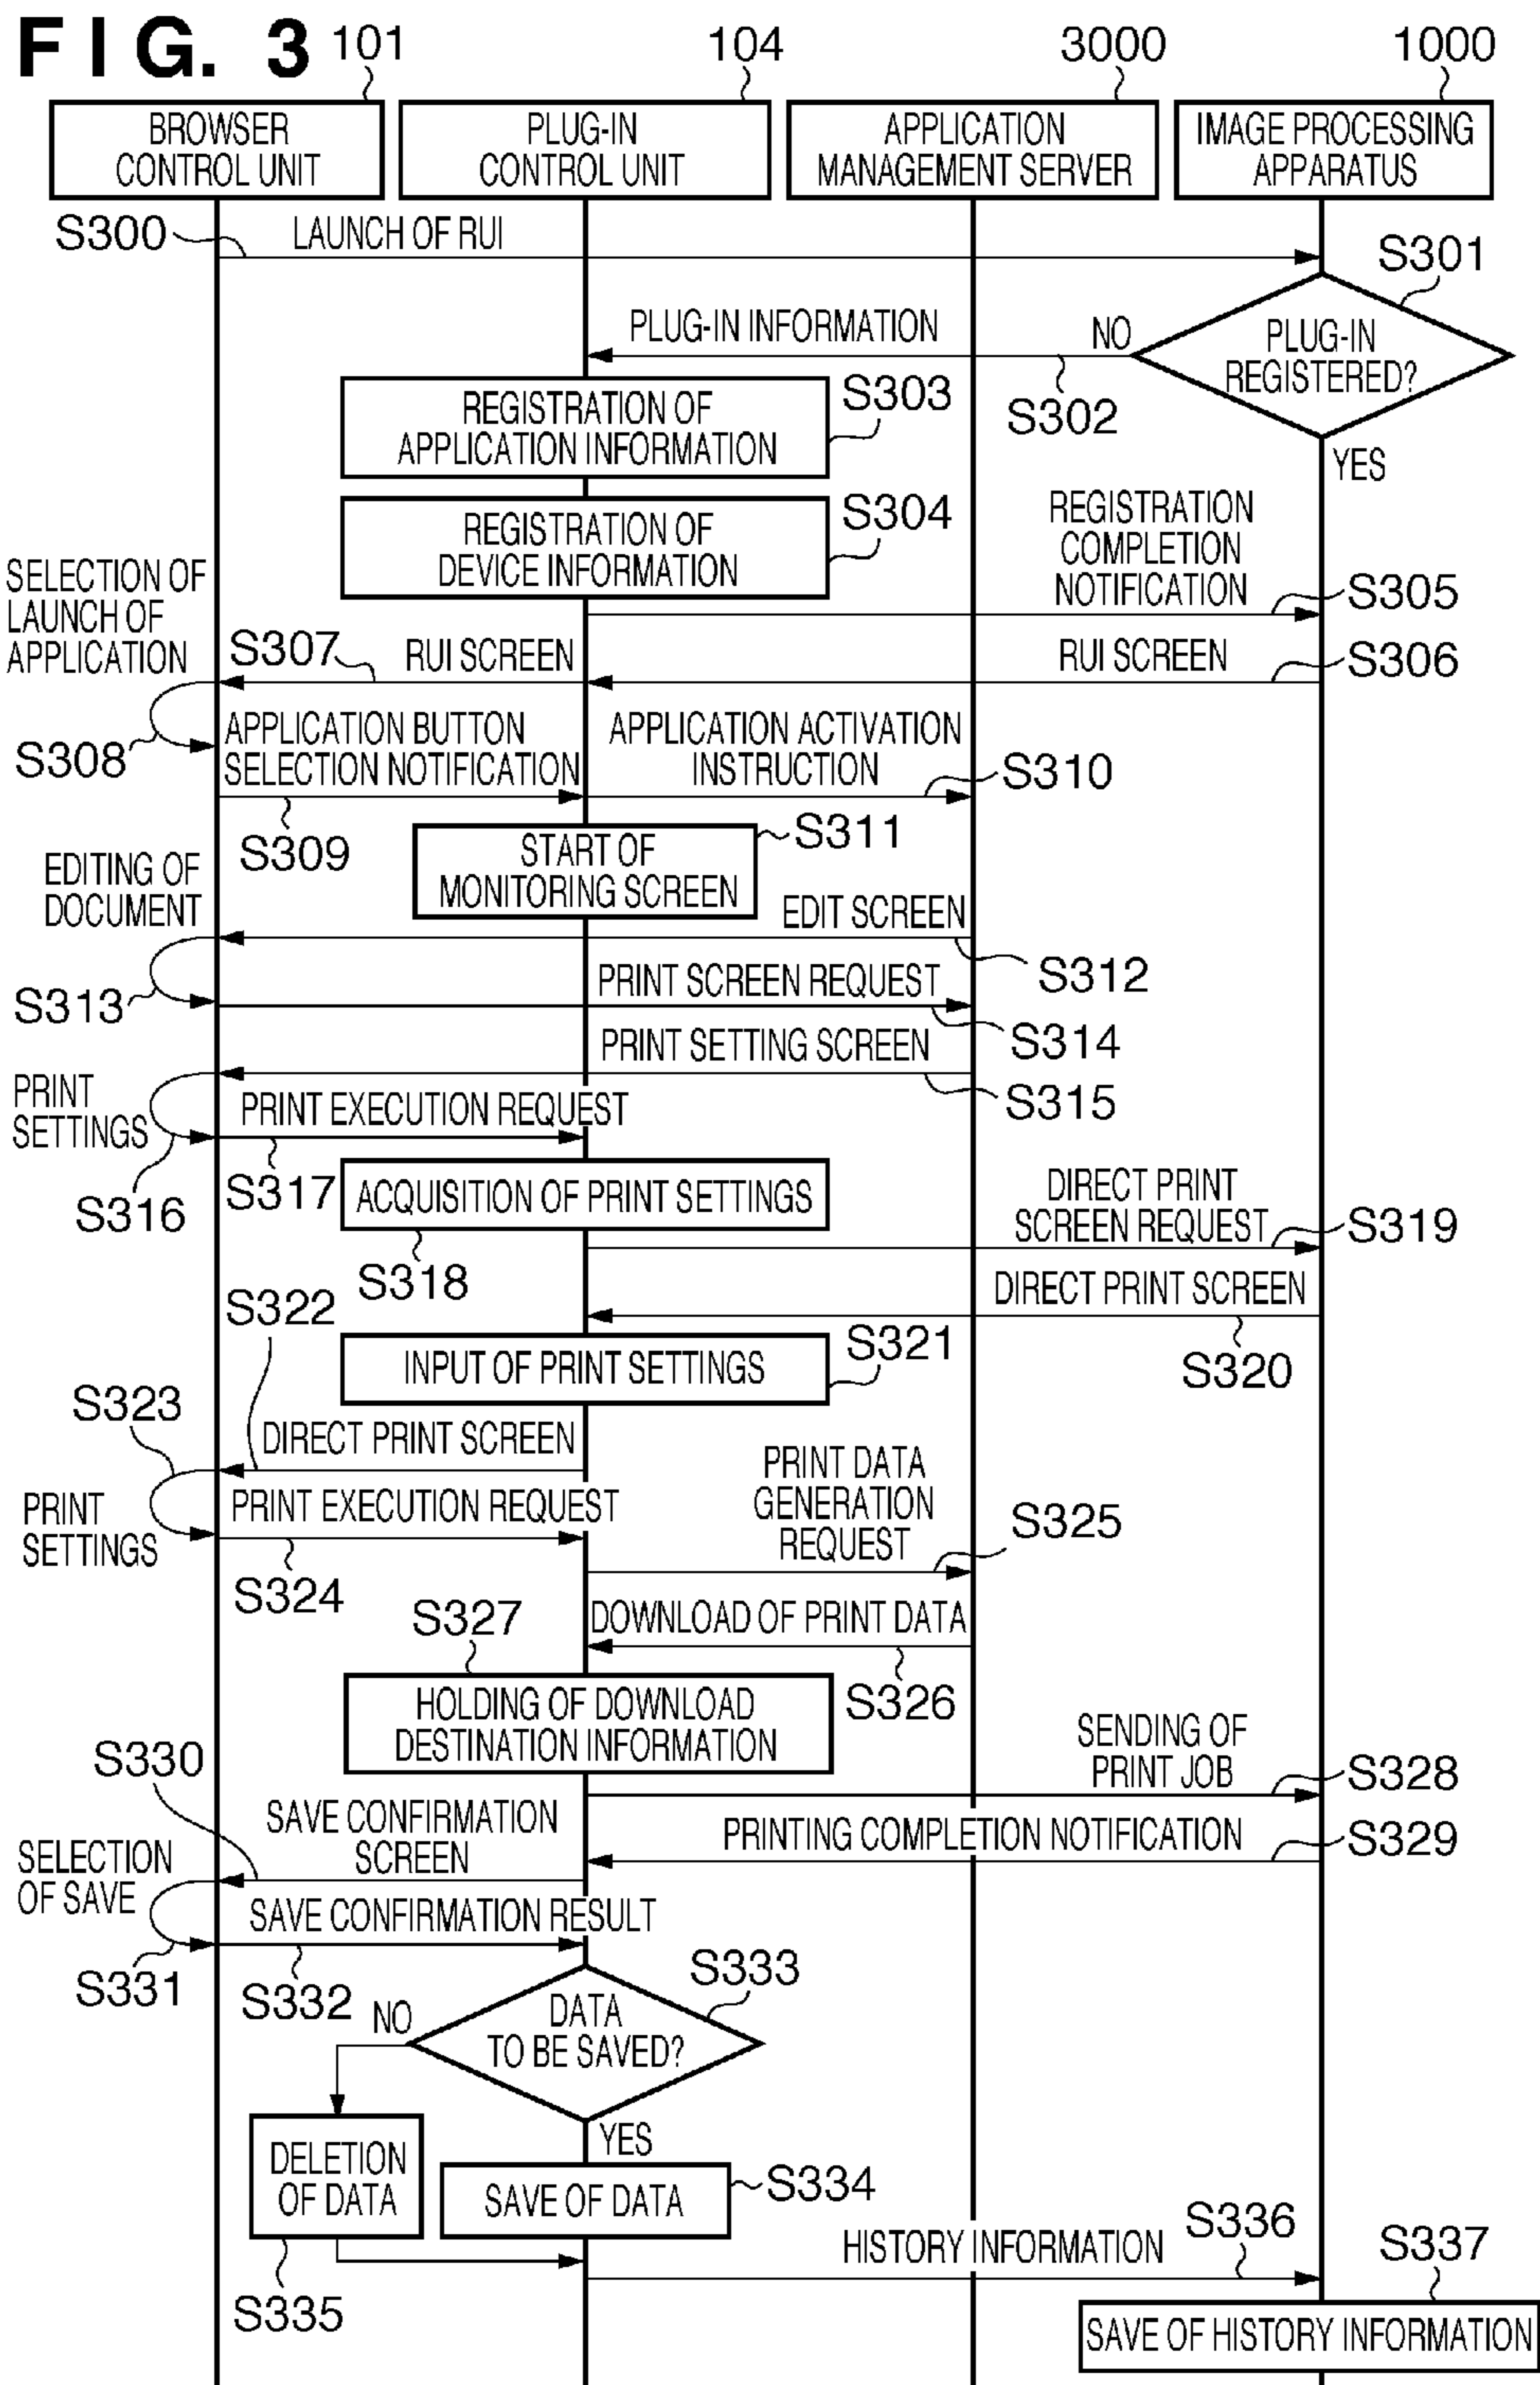 FIG. 3
101
104
3000
1000
BROWSER
CONTROL UNIT
PLUG-IN
CONTROL UNIT
APPLICATION
MANAGEMENT SERVER
IMAGE PROCESSING
APPARATUS
S300
LAUNCH OF RUI
S301
PLUG-IN INFORMATION
NO
PLUG-IN
REGISTERED?
S302
YES
REGISTRATION OF
APPLICATION INFORMATION
S303
REGISTRATION OF
DEVICE INFORMATION
S304
REGISTRATION
COMPLETION
NOTIFICATION
S305
SELECTION OF
LAUNCH OF
APPLICATION
S307
RUI SCREEN
RUI SCREEN
S306
S308
APPLICATION BUTTON
SELECTION NOTIFICATION
APPLICATION ACTIVATION
INSTRUCTION
S310
S309
START OF
MONITORING SCREEN
S311
EDITING OF
DOCUMENT
EDIT SCREEN
S312
S313
PRINT SCREEN REQUEST
S314
PRINT SETTING SCREEN
S315
PRINT
SETTINGS
PRINT EXECUTION REQUEST
S316
S317
ACQUISITION OF PRINT SETTINGS
S318
DIRECT PRINT
SCREEN REQUEST
S319
DIRECT PRINT SCREEN
S320
S322
INPUT OF PRINT SETTINGS
S321
S323
DIRECT PRINT SCREEN
PRINT
SETTINGS
PRINT EXECUTION REQUEST
S324
PRINT DATA
GENERATION
REQUEST
S325
S327
DOWNLOAD OF PRINT DATA
S326
HOLDING OF DOWNLOAD
DESTINATION INFORMATION
SENDING OF
PRINT JOB
S328
S330
SAVE CONFIRMATION
SCREEN
PRINTING COMPLETION NOTIFICATION
S329
SELECTION
OF SAVE
SAVE CONFIRMATION RESULT
S331
S332
S333
NO
DATA
TO BE SAVED?
YES
DELETION
OF DATA
SAVE OF DATA
S334
S335
HISTORY INFORMATION
S336
S337
SAVE OF HISTORY INFORMATION